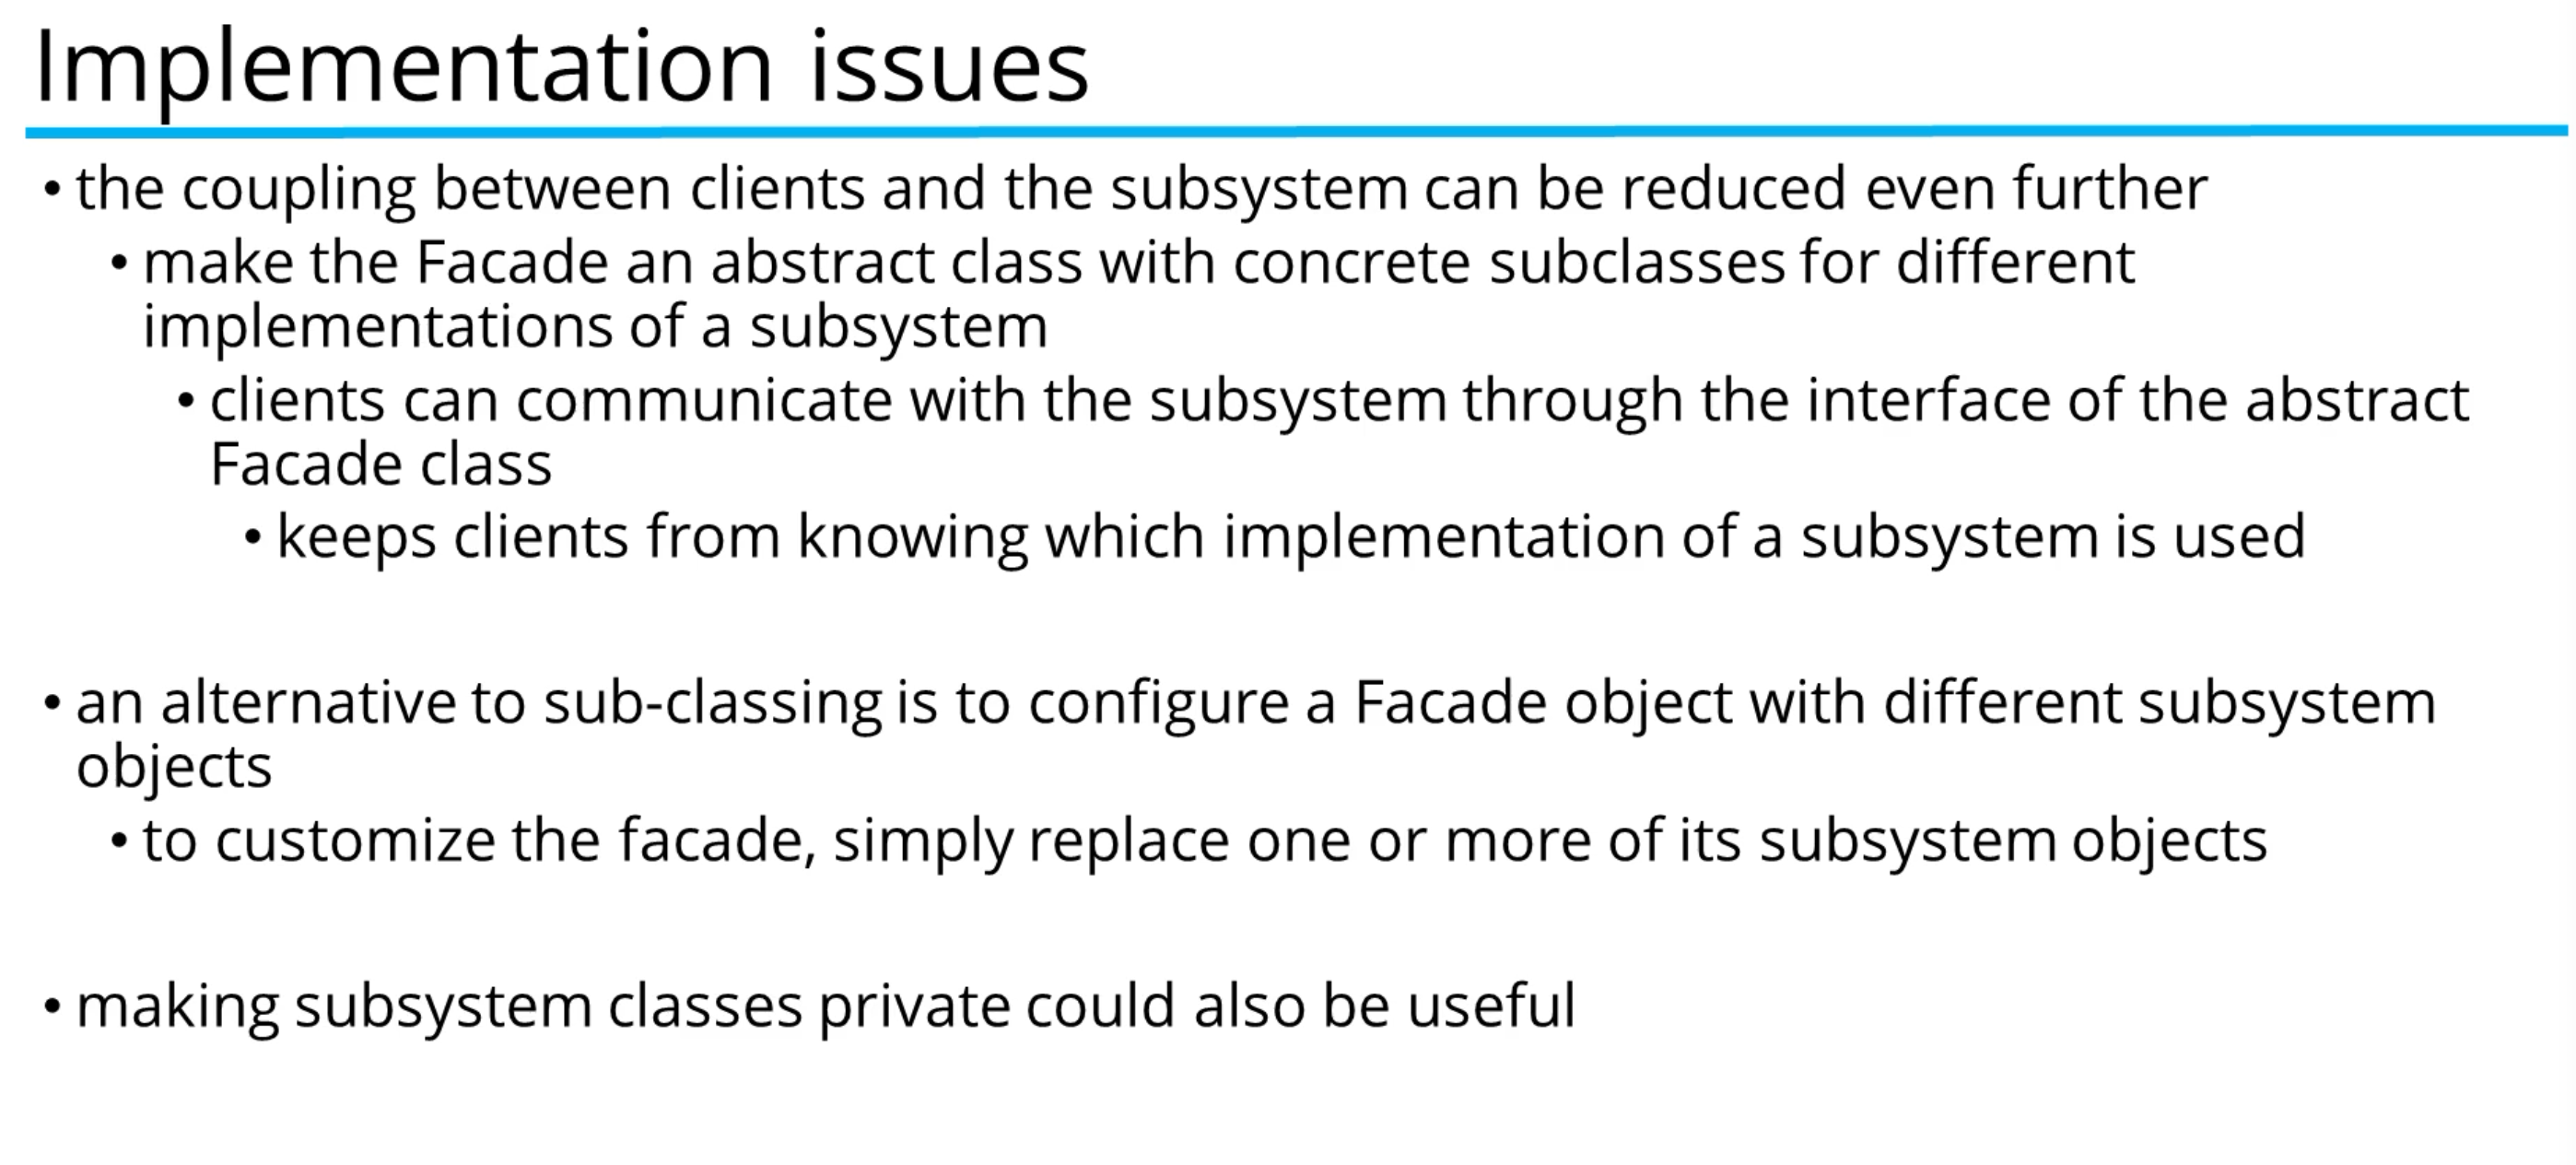 Implementation issues
• the coupling between clients and the subsystem can be reduced even further
• make the Facade an abstract class with concrete subclasses for different
implementations of a subsystem
• clients can communicate with the subsystem through the interface of the abstract
Facade class
• keeps clients from knowing which implementation of a subsystem is used
• an alternative to sub-classing is to configure a Facade object with different subsystem
objects
• to customize the facade, simply replace one or more of its subsystem objects
• making subsystem classes private could also be useful